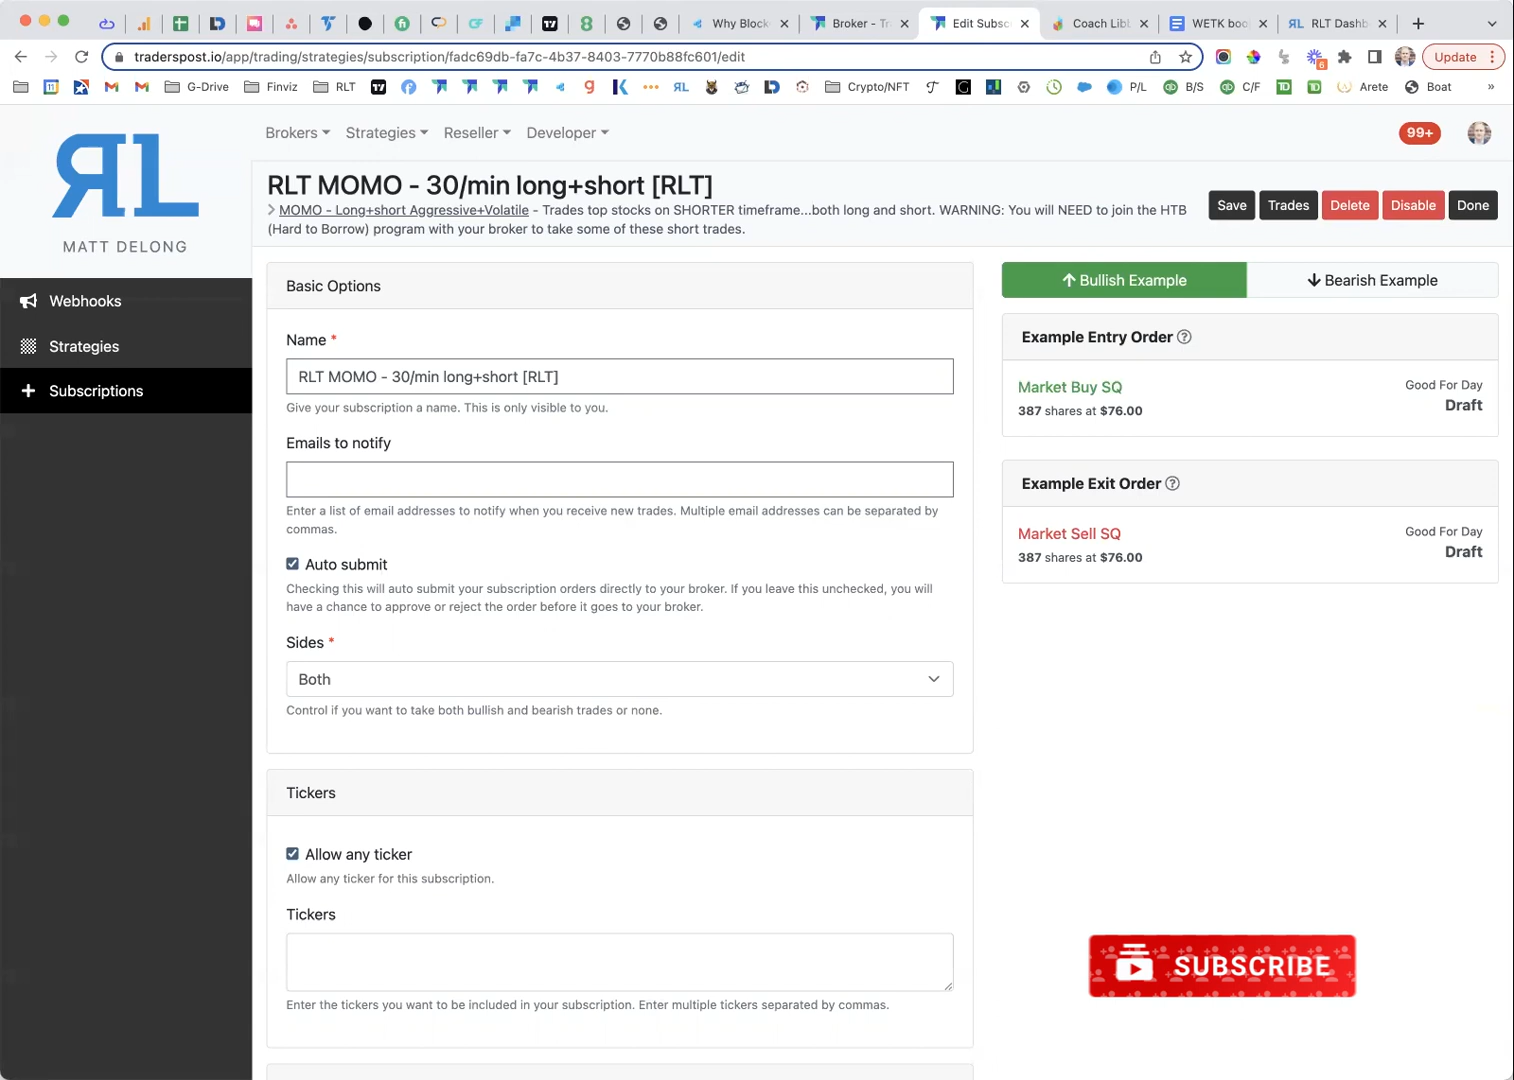 Why Block
Broker - Tr
Edit Subsc
Coach Libl
WETK boo
RLT Dashb
traderspost.io/app/trading/strategies/subscription/fadc69db-fa7c-4b37-8403-7770b88fc601/edit
6
Update
G-Drive
Finviz
RLT
Crypto/NFT
P/L
B/S
C/F
Arete
Boat
»
RL
MATT DELONG
Brokers
Strategies
Reseller
Developer
99+
RLT MOMO - 30/min long+short [RLT]
MOMO - Long+short Aggressive+Volatile - Trades top stocks on SHORTER timeframe...both long and short. WARNING: You will NEED to join the HTB
(Hard to Borrow) program with your broker to take some of these short trades.
Save
Trades
Delete
Disable
Done
Webhooks
Strategies
Subscriptions
Basic Options
Name *
RLT MOMO - 30/min long+short [RLT]
Give your subscription a name. This is only visible to you.
Emails to notify
Enter a list of email addresses to notify when you receive new trades. Multiple email addresses can be separated by
commas.
Auto submit
Checking this will auto submit your subscription orders directly to your broker. If you leave this unchecked, you will
have a chance to approve or reject the order before it goes to your broker.
Sides *
Both
Control if you want to take both bullish and bearish trades or none.
Tickers
Allow any ticker
Allow any ticker for this subscription.
Tickers
Enter the tickers you want to be included in your subscription. Enter multiple tickers separated by commas.
Bullish Example
Bearish Example
Example Entry Order
Market Buy SQ
Good For Day
387 shares at $76.00
Draft
Example Exit Order
Market Sell SQ
Good For Day
387 shares at $76.00
Draft
SUBSCRIBE